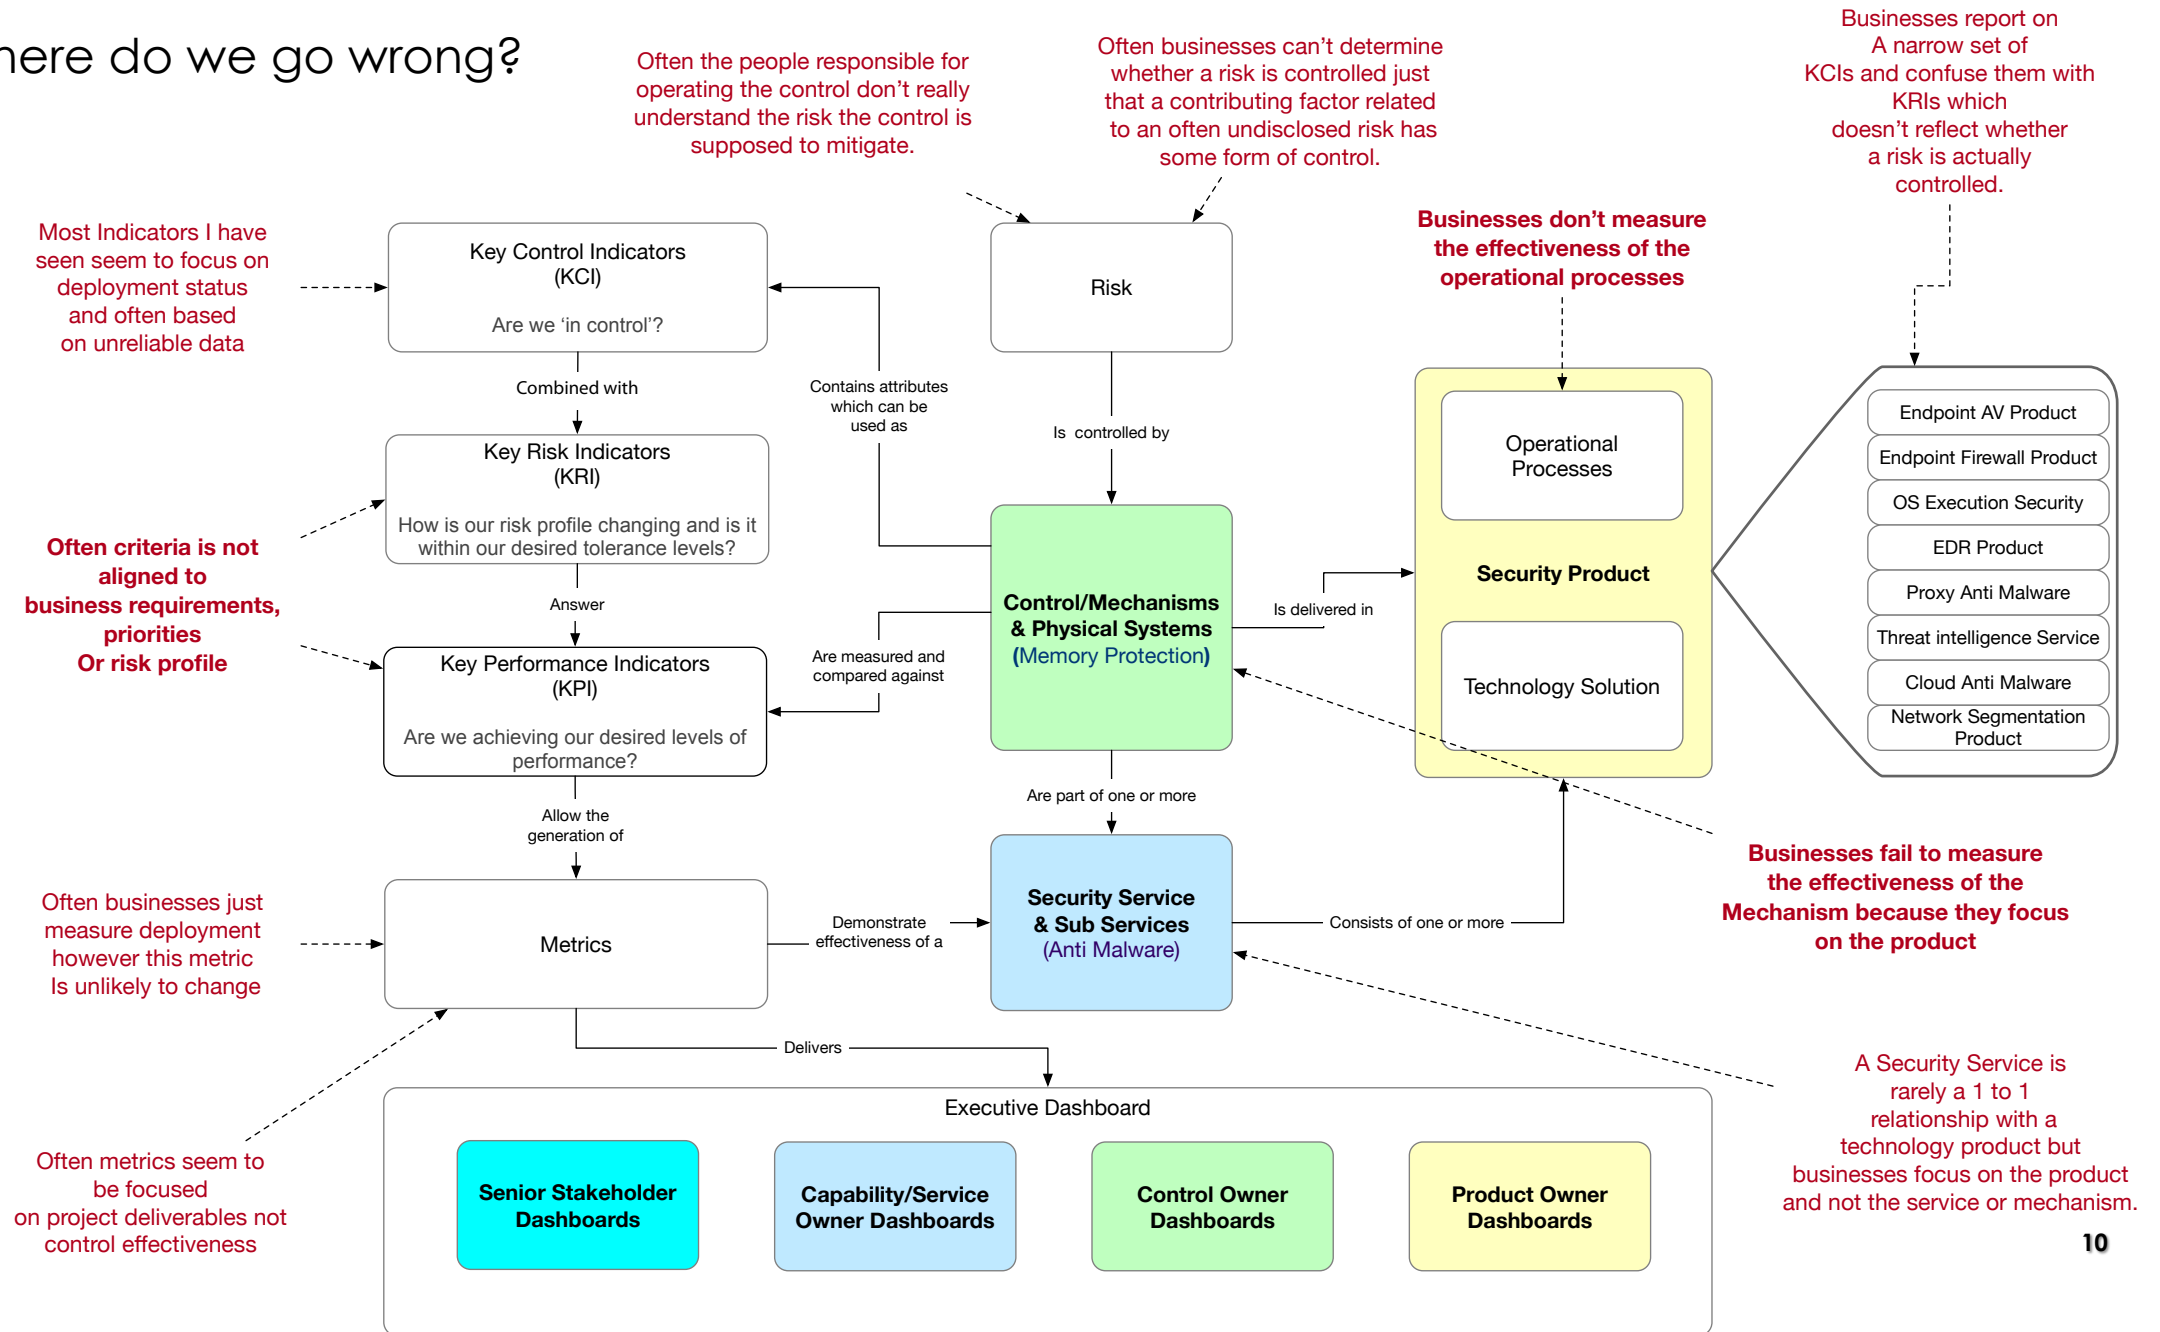 here do we go wrong?
Often the people responsible for
operating the control don't really
understand the risk the control is
supposed to mitigate.
Often businesses can't determine
whether a risk is controlled just
that a contributing factor related
to an often undisclosed risk has
some form of control.
Businesses report on
A narrow set of
KCIs and confuse them with
KRIs which
doesn't reflect whether
a risk is actually
controlled.
Most Indicators I have
seen seem to focus on
deployment status
and often based
on unreliable data
Key Control Indicators
(KCI)
Are we ‘in control’?
Risk
Businesses don't measure
the effectiveness of the
operational processes
Combined with
Contains attributes
which can be
used as
Is controlled by
Key Risk Indicators
(KRI)
How is our risk profile changing and is it
within our desired tolerance levels?
Operational
Processes
Security Product
Technology Solution
Endpoint AV Product
Endpoint Firewall Product
OS Execution Security
EDR Product
Proxy Anti Malware
Threat intelligence Service
Cloud Anti Malware
Network Segmentation
Product
Often criteria is not
aligned to
business requirements,
priorities
Or risk profile
Answer
Control/Mechanisms
& Physical Systems
(Memory Protection)
Is delivered in
Are measured and
compared against
Key Performance Indicators
(KPI)
Are we achieving our desired levels of
performance?
Allow the
generation of
Are part of one or more
Businesses fail to measure
the effectiveness of the
Mechanism because they focus
on the product
Often businesses just
measure deployment
however this metric
Is unlikely to change
Metrics
Demonstrate
effectiveness of a
Security Service
& Sub Services
(Anti Malware)
Consists of one or more
Delivers
A Security Service is
rarely a 1 to 1
relationship with a
technology product but
businesses focus on the product
and not the service or mechanism.
Often metrics seem to
be focused
on project deliverables not
control effectiveness
Executive Dashboard
Senior Stakeholder
Dashboards
Capability/Service
Owner Dashboards
Control Owner
Dashboards
Product Owner
Dashboards
10